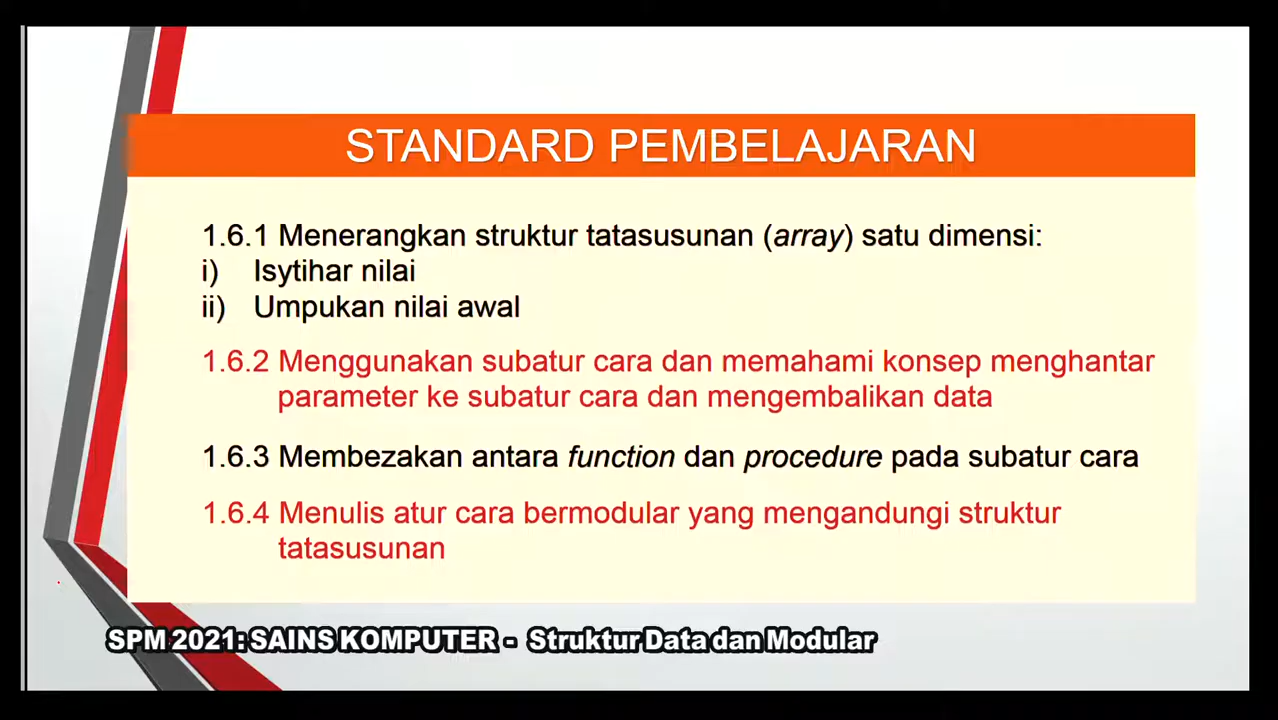 STANDARD PEMBELAJARAN
1.6.1 Menerangkan struktur tatasusunan (array) satu dimensi:
i) Isytihar nilai
ii) Umpukan nilai awal
1.6.2 Menggunakan subatur cara dan memahami konsep menghantar
parameter ke subatur cara dan mengembalikan data
1.6.3 Membezakan antara function dan procedure pada subatur cara
1.6.4 Menulis atur cara bermodular yang mengandungi struktur
tatasusunan
SPM 2021: SAINS KOMPUTER - Struktur Data dan Modular